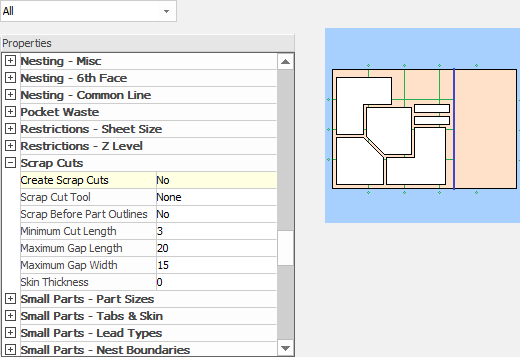 All
Properties
Nesting - Misc
Nesting - 6th Face
Nesting - Common Line
Pocket Waste
Restrictions - Sheet Size
Restrictions - Z Level
Scrap Cuts
Create Scrap Cuts No
Scrap Cut Tool None
Scrap Before Part Outlines No
Minimum Cut Length 3
Maximum Gap Length 20
Maximum Gap Width 15
Skin Thickness 0
Small Parts - Part Sizes
Small Parts - Tabs & Skin
Small Parts - Lead Types
Small Parts - Nest Boundaries